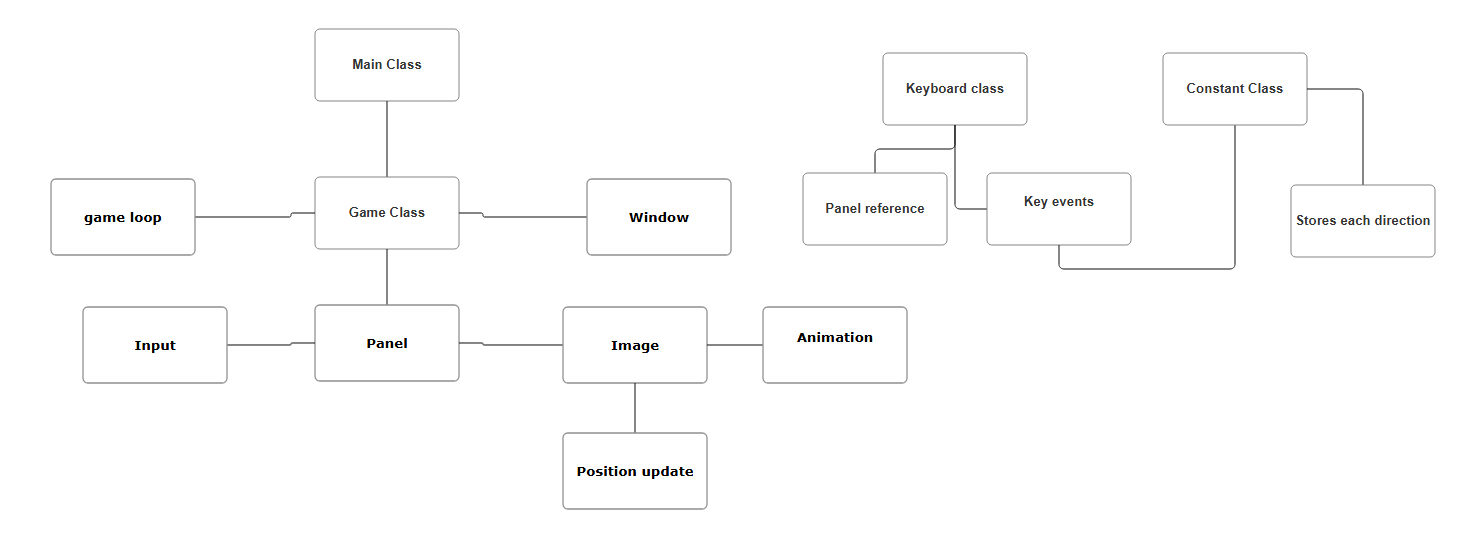 Main Class
Keyboard class
Constant Class
game loop
Game Class
Window
Panel reference
Key events
Stores each direction
Input
Panel
Image
Animation
Position update